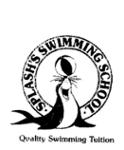 SPLASH'S SWIMMING SCHOOL
Quality Swimming Tuition